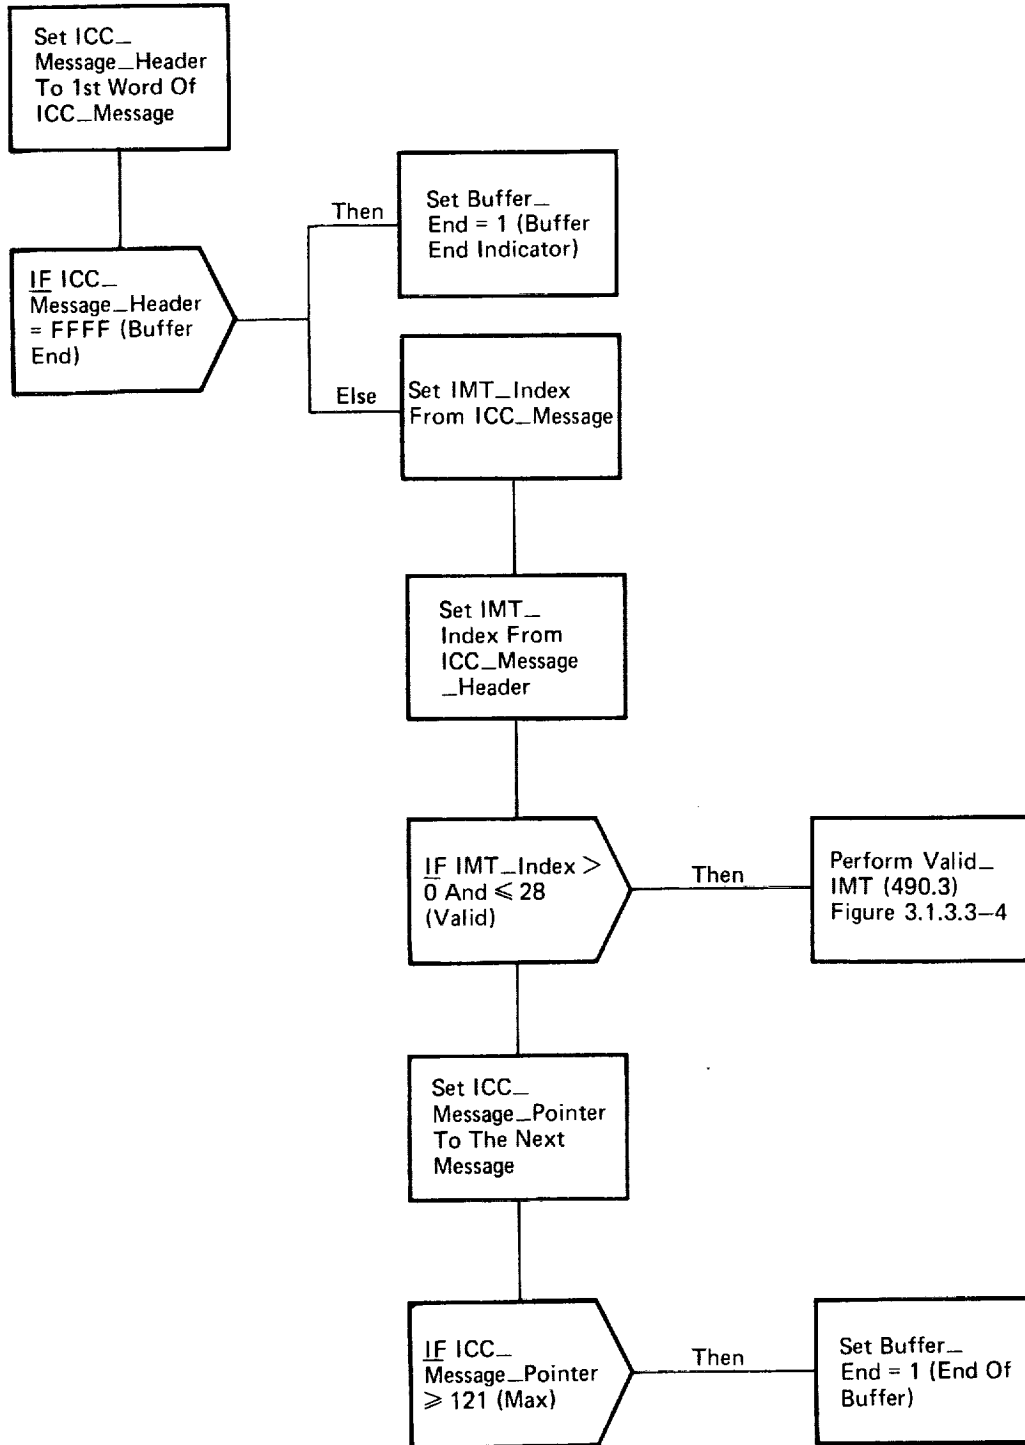 Set ICC_
Message_Header
To 1st Word Of
ICC_Message
IF ICC_
Message_Header
= FFFF (Buffer
End)
Then
Set Buffer_
End = 1 (Buffer
End Indicator)
Else
Set IMT_Index
From ICC_Message
Set IMT_
Index From
ICC_Message
_Header
IF IMT_Index >
0 And ⩽ 28
(Valid)
Then
Perform Valid_
IMT (490.3)
Figure 3.1.3.3–4
Set ICC_
Message_Pointer
To The Next
Message
IF ICC_
Message_Pointer
⩾ 121 (Max)
Then
Set Buffer_
End = 1 (End Of
Buffer)